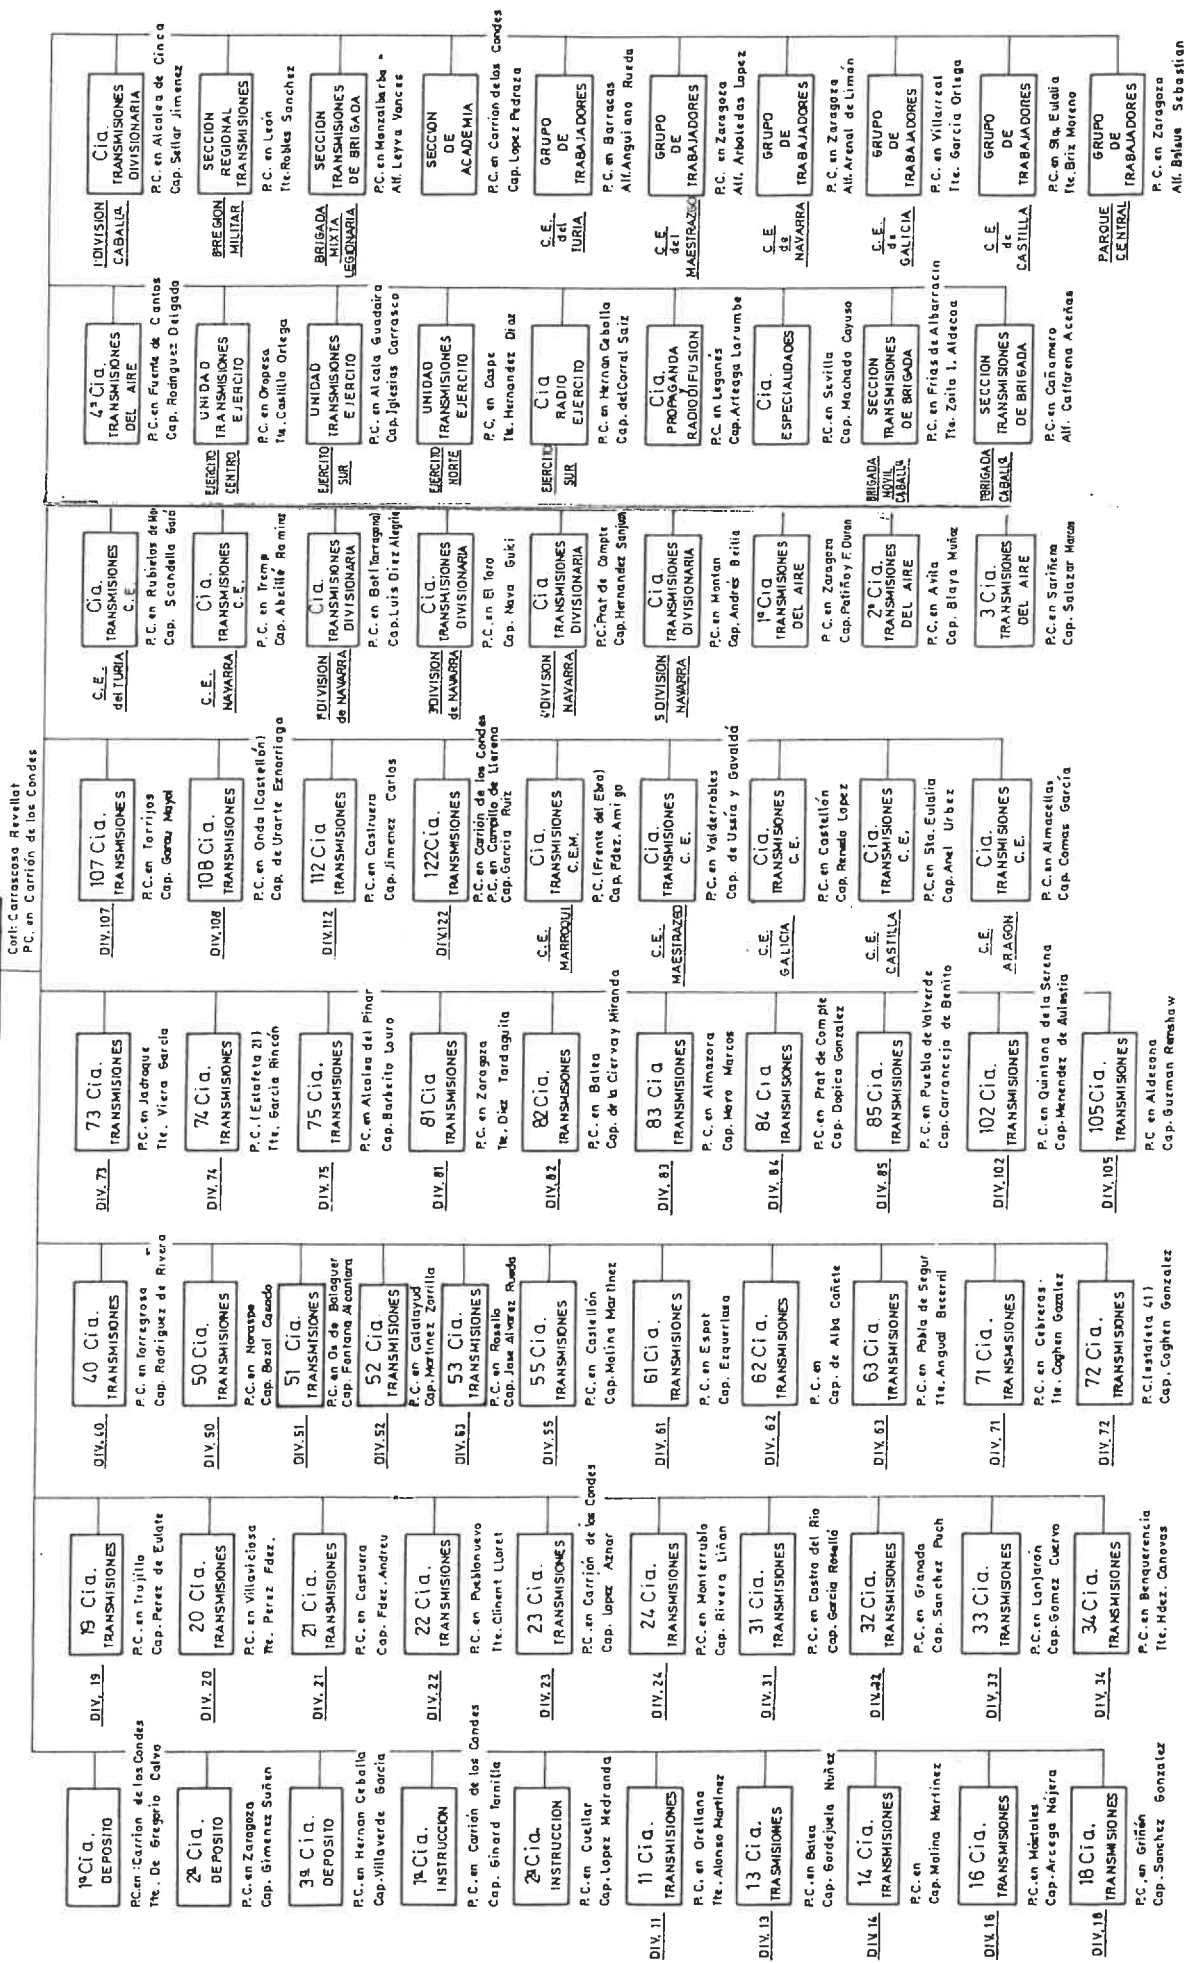 Corl: Carrascosa Revellat
P.C. en Carrión de los Condes
1ª Cia.
DEPOSITO
P.C. en: Carrion de los Condes
Tte. De Gregorio Calvo
2ª Cia.
DEPOSITO
P.C. en Zaragoza
Cap. Gimenez Suñen
3ª Cia.
DEPOSITO
P.C. en Hernan Ceballa
Cap. Villaverde Garcia
1ª Cia.
INSTRUCCION
P.C. en Carrión de los Condes
Cap. Ginard Tornilla
2ª Cia.
INSTRUCCION
P.C. en Cuellar
Cap. Lopez Medranda
DIV. 11
11 Cia.
TRANSMISIONES
P.C. en Orellana
Tte. Alonso Martinez
DIV. 13
13 Cia.
TRASMISIONES
P.C. en Batea
Cap. Gordejuela Nuñez
DIV. 14
14 Cia.
TRANSMISIONES
P.C. en
Cap. Molina Martinez
DIV. 16
16 Cia.
TRANSMISIONES
P.C. en Móstoles
Cap. Arcega Nájera
DIV. 18
18 Cia.
TRANSMISIONES
P.C. en Griñón
Cap. Sanchez Gonzalez
DIV. 19
19 Cia.
TRANSMISIONES
P.C. en Trujillo
Cap. Perez de Eulate
DIV. 20
20 Cia.
TRANSMISIONES
P.C. en Villaviciosa
Tte. Perez Fdez.
DIV. 21
21 Cia.
TRANSMISIONES
P.C. en Castuera
Cap. Fdez. Andreu
DIV. 22
22 Cia.
TRANSMISIONES
P.C. en Pueblonuevo
Tte. Climent LLoret
DIV. 23
23 Cia.
TRANSMISIONES
P.C. en Carrión de los Condes
Cap. Lopez Aznar
DIV. 24
24 Cia.
TRANSMISIONES
P.C. en Monterrubio
Cap. Rivera Liñan
DIV. 31
31 Cia.
TRANSMISIONES
P.C. en Castro del Rio
Cap. Garcia Roselló
DIV. 32
32 Cia.
TRANSMISIONES
P.C. en Granada
Cap. Sanchez Puch
DIV. 33
33 Cia.
TRANSMISIONES
P.C. en Lanjarón
Cap. Gomez Cuervo
DIV. 34
34 Cia.
TRANSMISIONES
P.C. en Benquerencia
Tte. Hdez. Canovas
DIV. 40
40 Cia.
TRANSMISIONES
P.C. en Torregrosa
Cap. Rodriguez de Rivera
DIV. 50
50 Cia.
TRANSMISIONES
P.C. en Noraspe
Cap. Bazal Casado
DIV. 51
51 Cia.
TRANSMISIONES
P.C. en Os de Balaguer
Cap. Fontana Alcantara
DIV. 52
52 Cia.
TRANSMISIONES
P.C. en Calatayud
Cap. Martinez Zorrilla
DIV. 53
53 Cia.
TRANSMISIONES
P.C. en Rosello
Cap. Jose Alvarez Rueda
DIV. 55
55 Cia.
TRANSMISIONES
P.C. en Castellón
Cap. Molina Martinez
DIV. 61
61 Cia.
TRANSMISIONES
P.C. en Espot
Cap. Ezquerlasa
DIV. 62
62 Cia.
TRANSMISIONES
P.C. en
Cap. de Alba Cañete
DIV. 63
63 Cia.
TRANSMISIONES
P.C. en Pobla de Segur
Tte. Angual Becerril
DIV. 71
71 Cia.
TRANSMISIONES
P.C. en Cebreros.
Tte. Coghen Gozalez
DIV. 72
72 Cia.
TRANSMISIONES
P.C. (estafeta 41)
Cap. Coghen Gonzalez
DIV. 73
73 Cia.
TRANSMISIONES
P.C. en Jadraque
Tte. Viera García
DIV. 74
74 Cia.
TRANSMISIONES
P.C. (Estafeta 21)
Tte. García Rincón
DIV. 75
75 Cia.
TRANSMISIONES
P.C. en Alcolea del Pinar
Cap. Barbeito Louro
DIV. 81
81 Cia
TRANSMISIONES
P.C. en Zaragoza
Tte. Diez Tardaguila
DIV. 82
82 Cia.
TRANSMISIONES
P.C. en Batea
Cap. de la Cierva y Miranda
DIV. 83
83 Cia
TRANSMISIONES
P.C. en Almazora
Cap. Moro Marcos
DIV. 84
84 Cia
TRANSMISIONES
P.C. en Prat de Compte
Cap. Dopico Gonzalez
DIV. 85
85 Cia.
TRANSMISIONES
P.C. en Puebla de Valverde
Cap. Carranceja de Benito
DIV. 102
102 Cia.
TRANSMISIONES
P.C. en Quintana de la Serena
Cap. Menendez de Aulestia
DIV. 105
105 Cia.
TRANSMISIONES
P.C. en Aldecona
Cap. Guzman Renshaw
DIV. 107
107 Cia.
TRANSMISIONES
P.C. en Torrijos
Cap. Garau Mayol
DIV. 108
108 Cia.
TRANSMISIONES
P.C. en Onda (Castellón)
Cap. de Urarte Eznarriaga
DIV. 112
112 Cia
TRANSMISIONES
P.C. en Castruera
Cap. Jimenez Carlos
DIV. 122
122 Cia.
TRANSMISIONES
P.C. en Carrión de los Condes
P.C. en Campillo de Llerena
Cap. García Ruiz
C.E.
MARROQUI
Cia.
TRANSMISIONES
C.E.M.
P.C. (Frente del Ebro)
Cap. Fdez. Amigo
C.E.
MAESTRAZGO
Cia.
TRANSMISIONES
C. E.
P.C. en Valderrobles
Cap. de Ussía y Gavaldá
C.E.
GALICIA
Cia.
TRANSMISIONES
C.E.
P.C. en Castellón
Cap. Renedo Lopez
C.E.
CASTILLA
Cia.
TRANSMISIONES
C. E.
P.C. en Sta. Eulalia
Cap. Anel Urbez
C.E.
ARAGON
Cia.
TRANSMISIONES
C. E.
P.C. en Almacellas
Cap. Comas García
C.E.
del TURIA
Cia.
TRANSMISIONES
C.E.
P.C. en Rubielos de Mo
Cap. Scandella Garó
C.E.
NAVARRA
Cia.
TRANSMISIONES
C.E.
P.C. en Tremp
Cap. Abeillé Ramirez
1ª DIVISION
de NAVARRA
Cia.
TRANSMISIONES
DIVISIONARIA
P.C. en Bot (Tarragona)
Cap. Luis Diez Alegria
3ª DIVISION
de NAVARRA
Cia.
TRANSMISIONES
DIVISIONARIA
P.C. en El Toro
Cap. Nava Guici
4ª DIVISION
NAVARRA
Cia
TRANSMISIONES
DIVISIONARIA
P.C. Prat de Compte
Cap. Hernandez Sanjuan
5 DIVISION
NAVARRA
Cia.
TRANSMISIONES
DIVISIONARIA
P.C. en Montan
Cap. Andrés Beitia
1ª Cia
TRANSMISIONES
DEL AIRE
P.C. en Zaragoza
Cap. Patiño y F. Duran
2ª Cia.
TRANSMISIONES
DEL AIRE
P.C. en Avila
Cap. Blaya Muñoz
3 Cia.
TRANSMISIONES
DEL AIRE
P.C. en Sariñena
Cap. Salazar Marcos
4ª Cia.
TRANSMISIONES
DEL AIRE
P.C. en Fuente de Cantos
Cap. Rodriguez Delgado
EJERCITO
CENTRO
UNIDAD
TRANSMISIONES
EJERCITO
P.C. en Oropesa
Tte. Castilla Ortega
EJERCITO
SUR
UNIDAD
TRANSMISIONES
EJERCITO
P.C. en Alcala Guadaira
Cap. Iglesias Carrasco
EJERCITO
NORTE
UNIDAD
TRANSMISIONES
EJERCITO
P.C. en Caspe
Tte. Hernandez Diaz
EJERCITO
SUR
Cia
RADIO
EJERCITO
P.C. en Hernan Ceballa
Cap. del Corral Saiz
Cia.
PROPAGANDA
RADIODIFUSION
P.C. en Leganés
Cap. Arteaga Larumbe
Cia.
ESPECIALIDADES
P.C. en Sevilla
Cap. Machado Cayuso
BRIGADA
MOVIL
CABALLª
SECCION
TRANSMISIONES
DE BRIGADA
P.C. en Frias de Albarracin
Tte. Zoilo I. Aldecoa
1ª BRIGADA
CABALLª
SECCION
TRANSMISIONES
DE BRIGADA
P.C. en Cañamero
Alf. Caffarena Aceñas
1ª DIVISION
CABALLª
Cia.
TRANSMISIONES
DIVISIONARIA
P.C. en Alcolea de Cinca
Cap. Sellar Jimenez
8ª REGION
MILITAR
SECCION
REGIONAL
TRANSMISIONES
P.C. en León
Tte. Robles Sanchez
BRIGADA
MIXTA
LEGIONARIA
SECCION
TRANSMISIONES
DE BRIGADA
P.C. en Monzalbarba
Alf. Leyva Vances
SECCION
DE
ACADEMIA
P.C. en Carrion de los Condes
Cap. Lopez Pedraza
C. E.
del
TURIA
GRUPO
DE
TRABAJADORES
P.C. en Barracas
Alf. Anguiano Rueda
C E
del
MAESTRAZGO
GRUPO
DE
TRABAJADORES
P.C. en Zaragoza
Alf. Arboledas Lopez
C E
de
NAVARRA
GRUPO
DE
TRABAJADORES
P.C. en Zaragoza
Alf. Arenal de Limón
C.E.
de
GALICIA
GRUPO
DE
TRABAJADORES
P.C. en Villarreal
Tte. Garcia Ortega
C E
de
CASTILLA
GRUPO
DE
TRABAJADORES
P.C. en Sta. Eulalia
Tte. Briz Moreno
PARQUE
CENTRAL
GRUPO
DE
TRABAJADORES
P.C. en Zaragoza
Alf. Balsua Sebastian